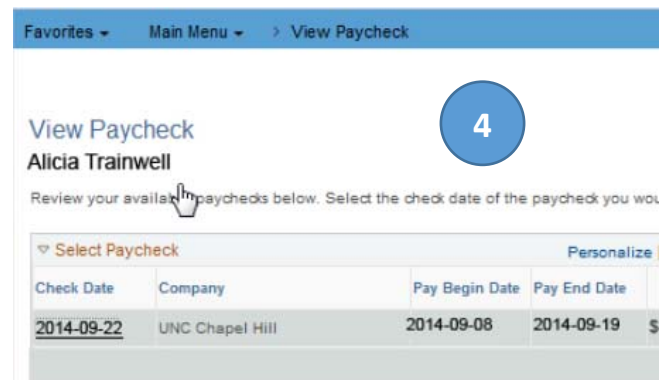 Favorites Main Menu > View Paycheck
4
View Paycheck
Alicia Trainwell
Review your available paychecks below. Select the check date of the paycheck you wou
Select Paycheck Personalize
Check Date Company Pay Begin Date Pay End Date
2014-09-22 UNC Chapel Hill 2014-09-08 2014-09-19 $